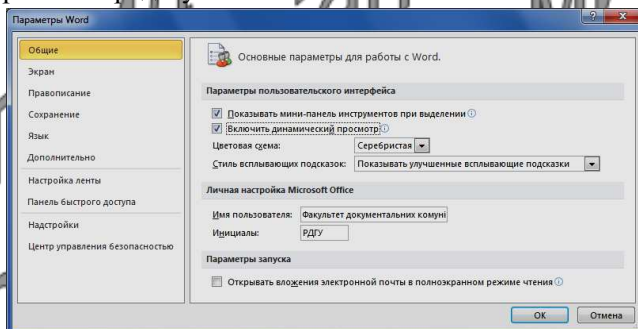 Параметры Word
Общие
Экран
Правописание
Сохранение
Язык
Дополнительно
Настройка ленты
Панель быстрого доступа
Надстройки
Центр управления безопасностью
Основные параметры для работы с Word.
Параметры пользовательского интерфейса
Показывать мини-панель инструментов при выделении
Включить динамический просмотр
Цветовая схема: Серебристая
Стиль всплывающих подсказок: Показывать улучшенные всплывающие подсказки
Личная настройка Microsoft Office
Имя пользователя: Факультет документальних комуні
Инициалы: РДГУ
Параметры запуска
Открывать вложения электронной почты в полноэкранном режиме чтения
ОК Отмена